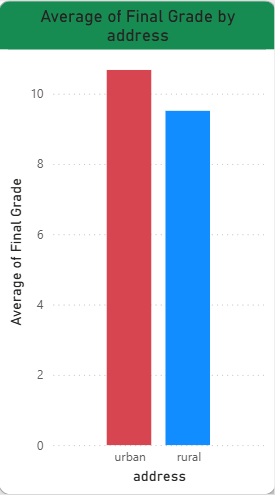 Average of Final Grade by
address
Average of Final Grade
10
8
6
4
2
0
urban rural
address